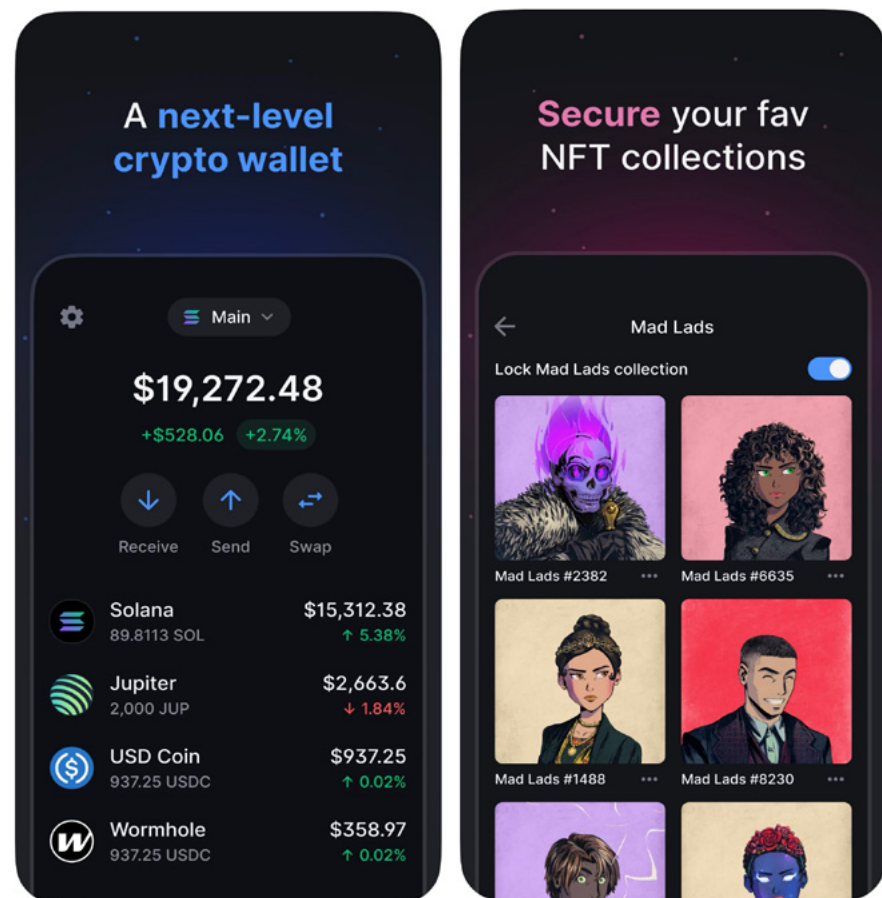 A next-level
crypto wallet
Main
$19,272.48
+$528.06 +2.74%
Receive Send Swap
Solana $15,312.38
89.8113 SOL ↑ 5.38%
Jupiter $2,663.6
2,000 JUP ↓ 1.84%
USD Coin $937.25
937.25 USDC ↑ 0.02%
Wormhole $358.97
937.25 USDC ↑ 0.02%
Secure your fav
NFT collections
Mad Lads
Lock Mad Lads collection
Mad Lads #2382 Mad Lads #6635
Mad Lads #1488 Mad Lads #8230